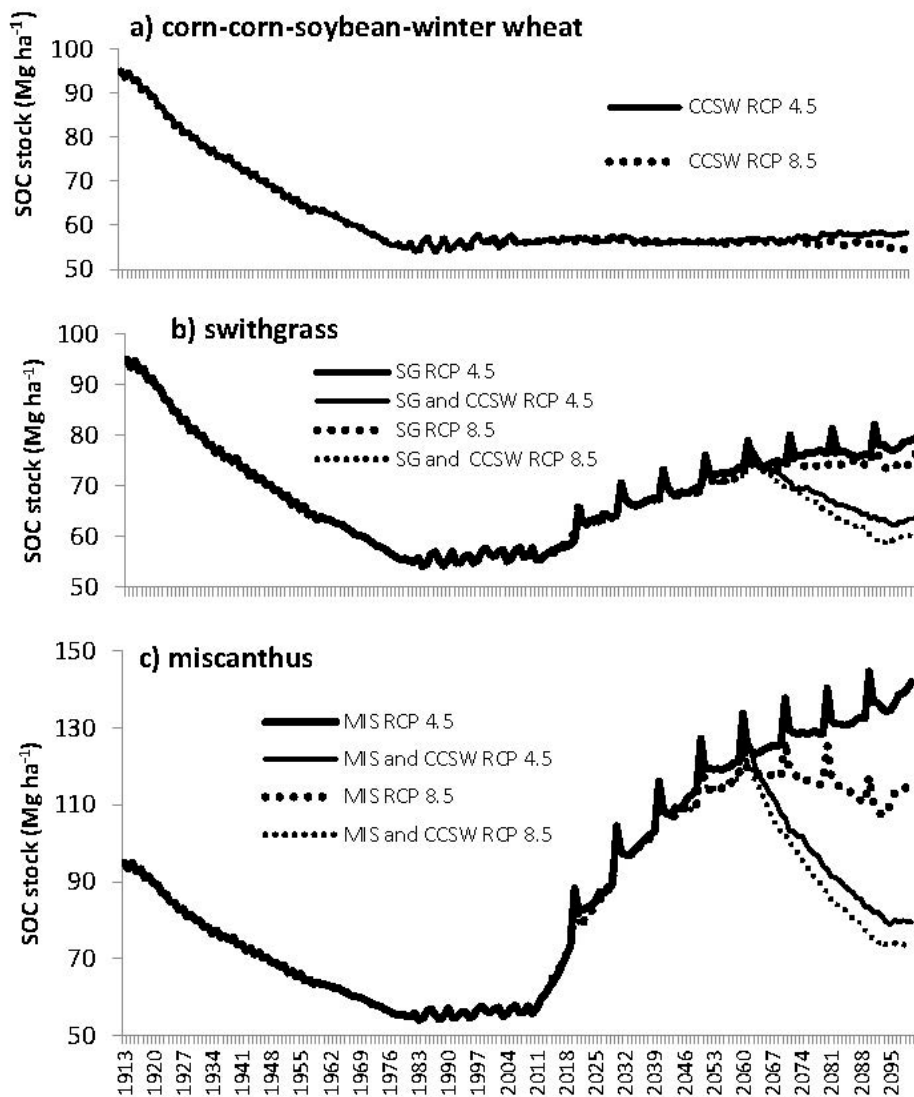 a) corn-corn-soybean-winter wheat
SOC stock (Mg ha⁻¹)
100
90
80
70
60
50
CCSW RCP 4.5
CCSW RCP 8.5
b) swithgrass
SOC stock (Mg ha⁻¹)
100
90
80
70
60
50
SG RCP 4.5
SG and CCSW RCP 4.5
SG RCP 8.5
SG and CCSW RCP 8.5
c) miscanthus
SOC stock (Mg ha⁻¹)
150
130
110
90
70
50
MIS RCP 4.5
MIS and CCSW RCP 4.5
MIS RCP 8.5
MIS and CCSW RCP 8.5
1913 1920 1927 1934 1941 1948 1955 1962 1969 1976 1983 1990 1997 2004 2011 2018 2025 2032 2039 2046 2053 2060 2067 2074 2081 2088 2095